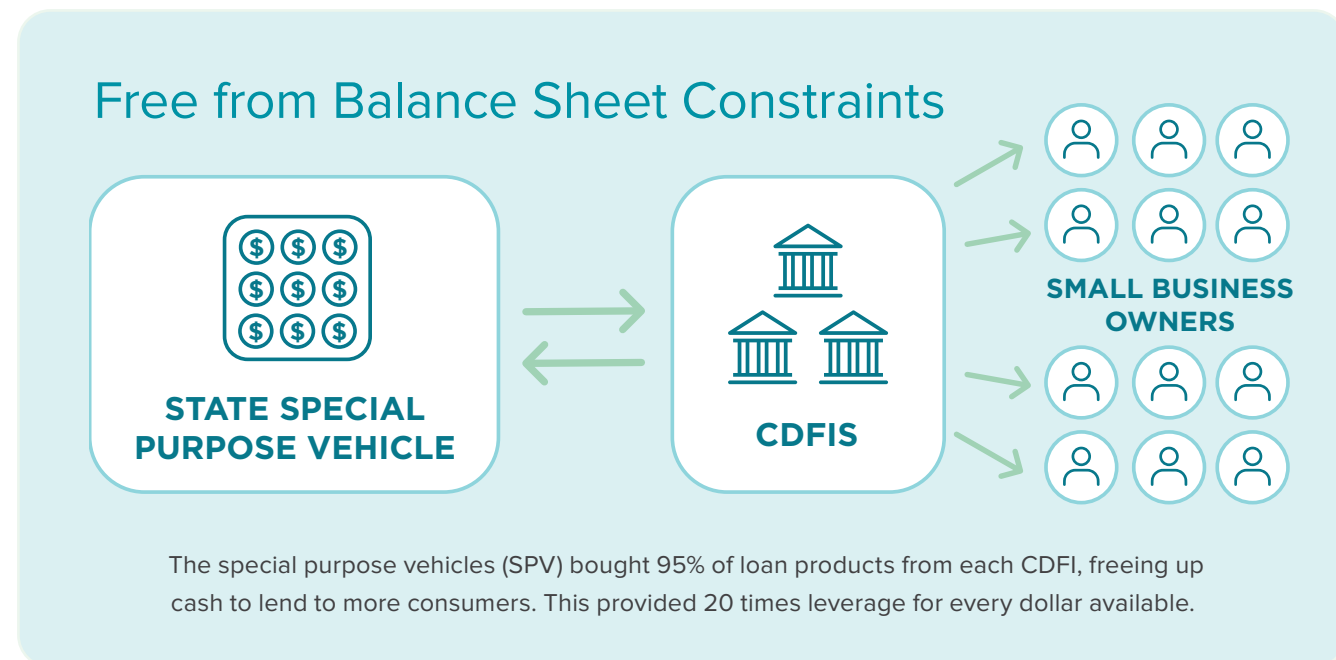 Free from Balance Sheet Constraints
$ $ $
$ $ $
$ $ $
STATE SPECIAL
PURPOSE VEHICLE
CDFIS
SMALL BUSINESS
OWNERS
The special purpose vehicles (SPV) bought 95% of loan products from each CDFI, freeing up
cash to lend to more consumers. This provided 20 times leverage for every dollar available.